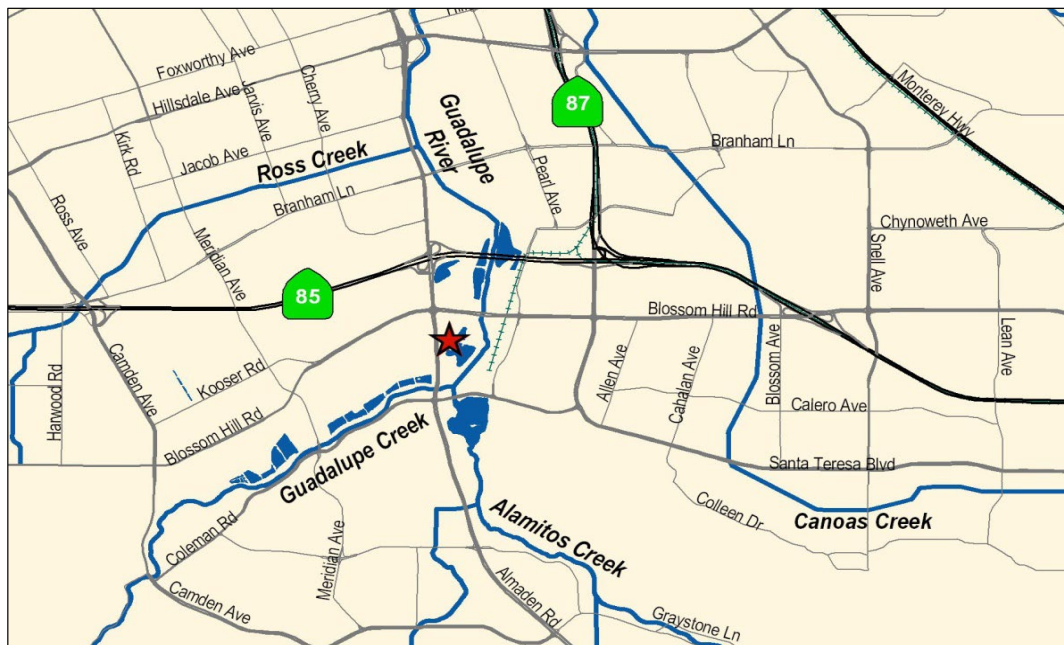 Foxworthy Ave
Hillsdale Ave
Jarvis Ave
Cherry Ave
Kirk Rd
Jacob Ave
Ross Creek
Guadalupe
River
87
Monterey Hwy
Branham Ln
Pearl Ave
Ross Ave
Branham Ln
Meridian Ave
Chynoweth Ave
Snell Ave
85
Blossom Hill Rd
Harwood Rd
Camden Ave
Kooser Rd
Allen Ave
Cahalan Ave
Blossom Ave
Lean Ave
Calero Ave
Blossom Hill Rd
Guadalupe Creek
Santa Teresa Blvd
Colleen Dr
Canoas Creek
Coleman Rd
Meridian Ave
Alamitos Creek
Almaden Rd
Camden Ave
Graystone Ln